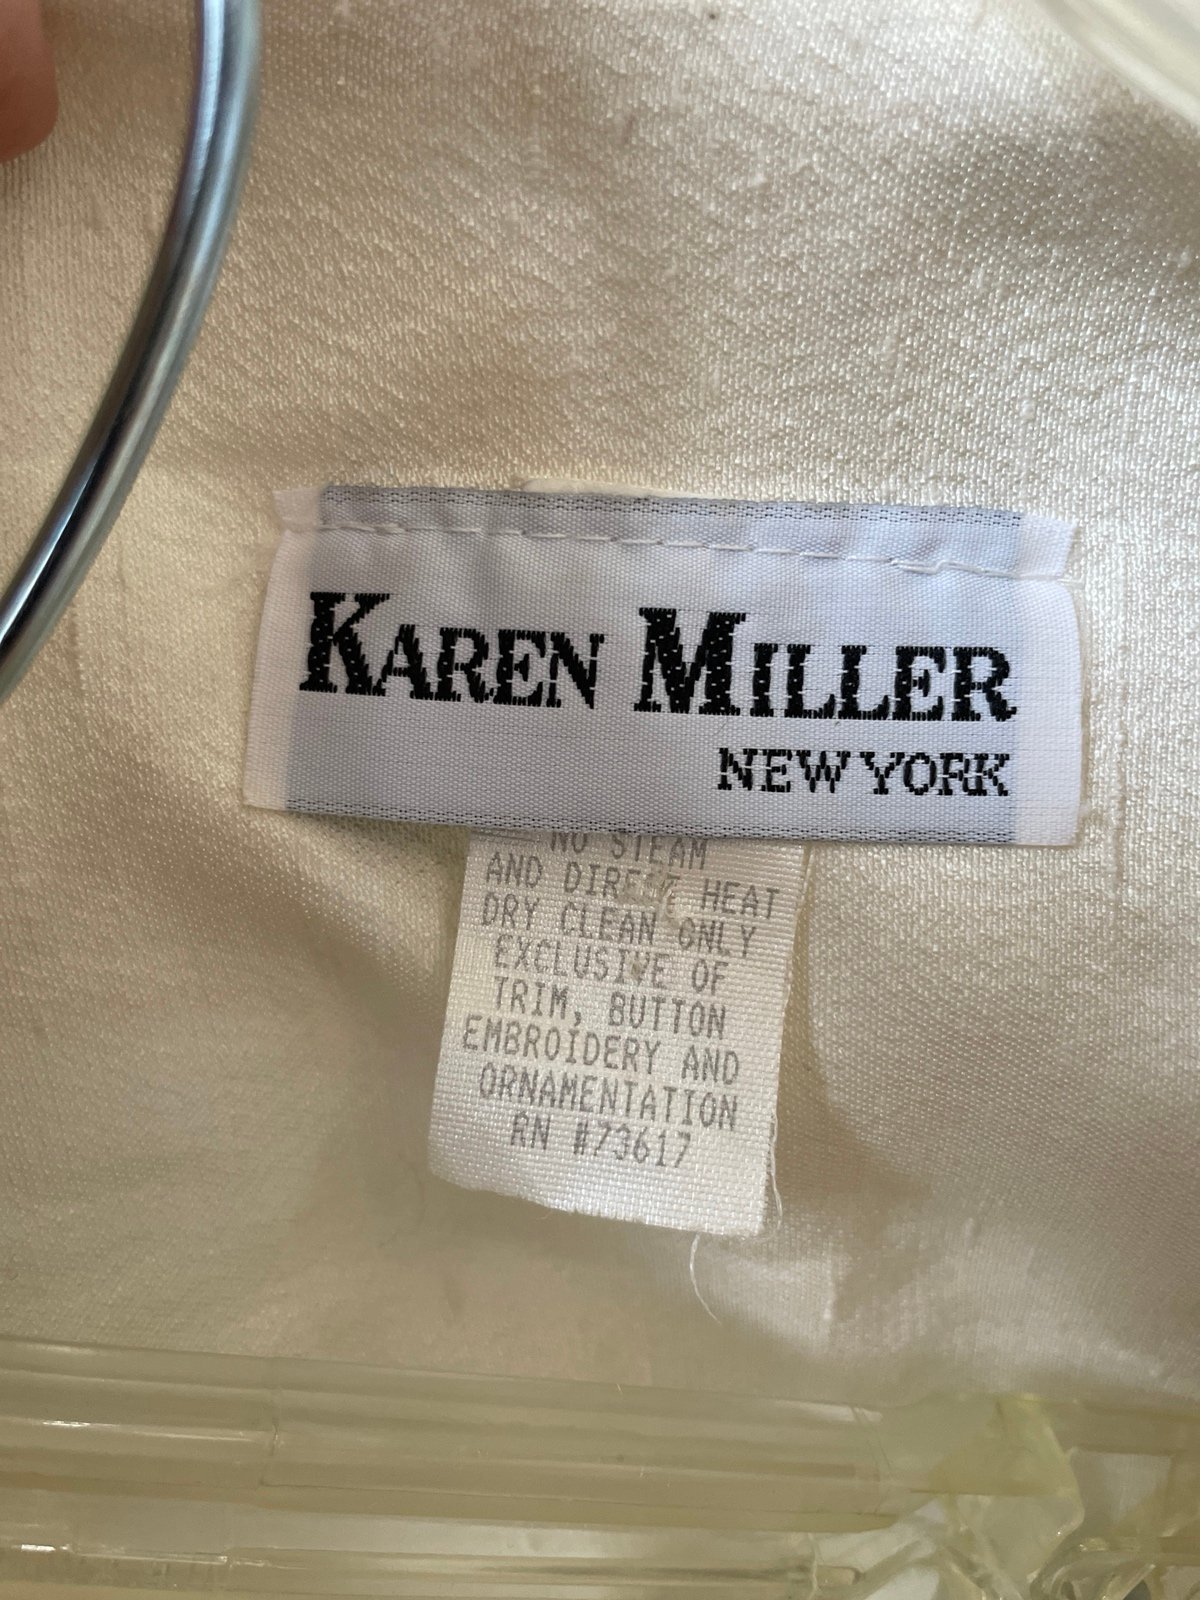 KAREN MILLER
NEW YORK
NO STEAM
AND DIRECT HEAT
DRY CLEAN ONLY
EXCLUSIVE OF
TRIM, BUTTON
EMBROIDERY AND
ORNAMENTATION
RN #73617